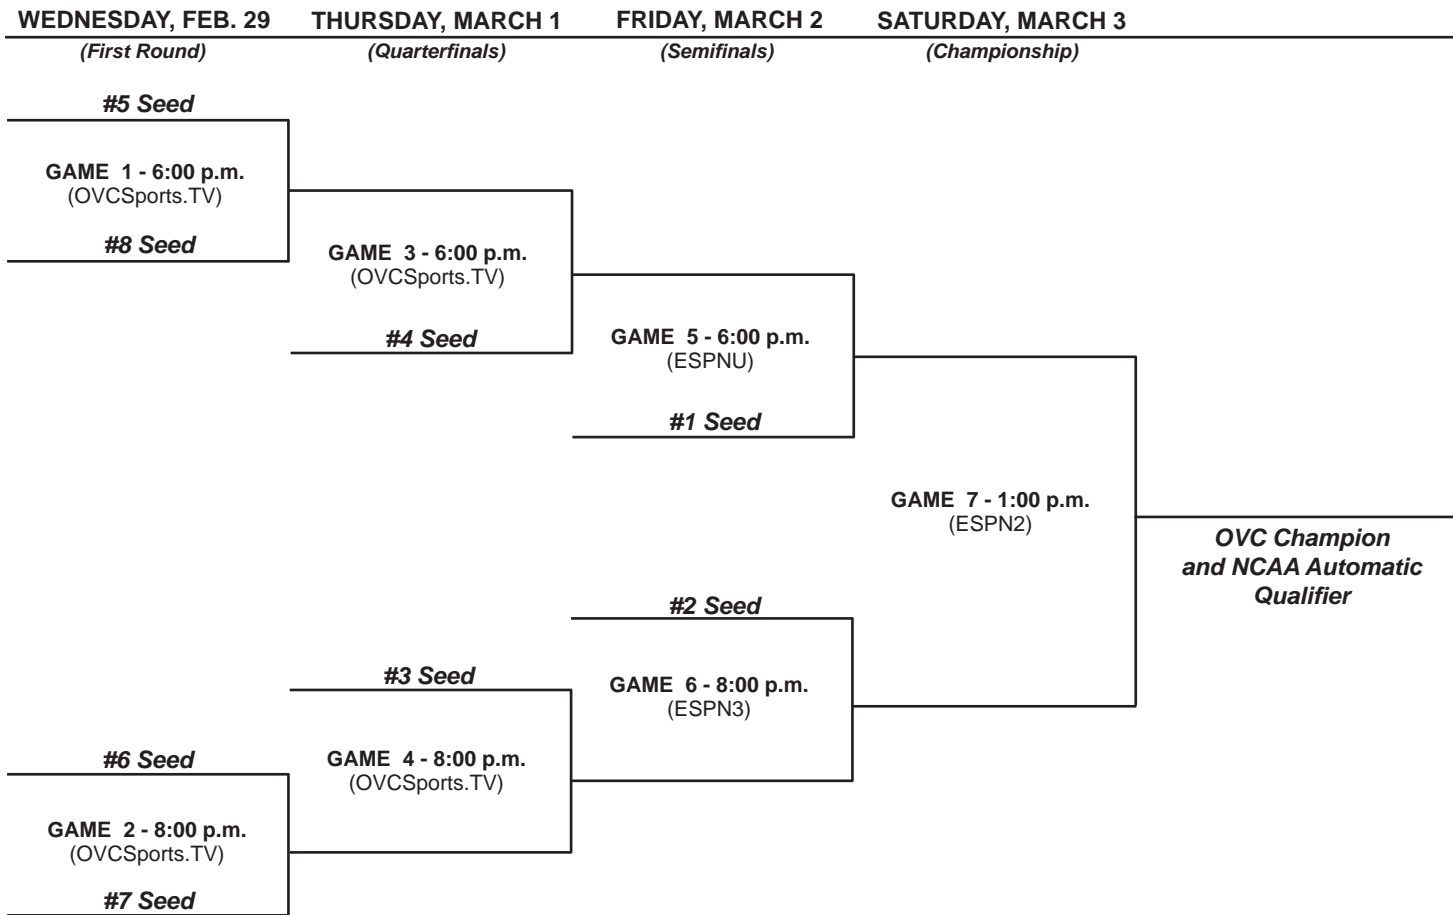 WEDNESDAY, FEB. 29
(First Round)
THURSDAY, MARCH 1
(Quarterfinals)
FRIDAY, MARCH 2
(Semifinals)
SATURDAY, MARCH 3
(Championship)
#5 Seed
GAME 1 - 6:00 p.m.
(OVCSports.TV)
#8 Seed
GAME 3 - 6:00 p.m.
(OVCSports.TV)
#4 Seed
GAME 5 - 6:00 p.m.
(ESPNU)
#1 Seed
GAME 7 - 1:00 p.m.
(ESPN2)
OVC Champion
and NCAA Automatic
Qualifier
#2 Seed
GAME 6 - 8:00 p.m.
(ESPN3)
#3 Seed
GAME 4 - 8:00 p.m.
(OVCSports.TV)
#6 Seed
GAME 2 - 8:00 p.m.
(OVCSports.TV)
#7 Seed